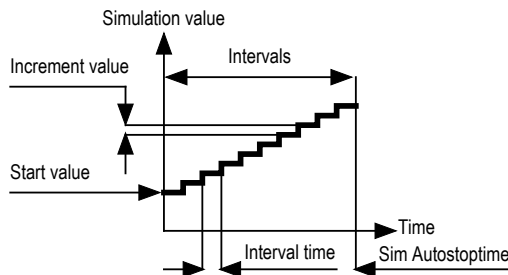 Simulation value
Increment value
Intervals
Start value
Time
Interval time
Sim Autostoptime